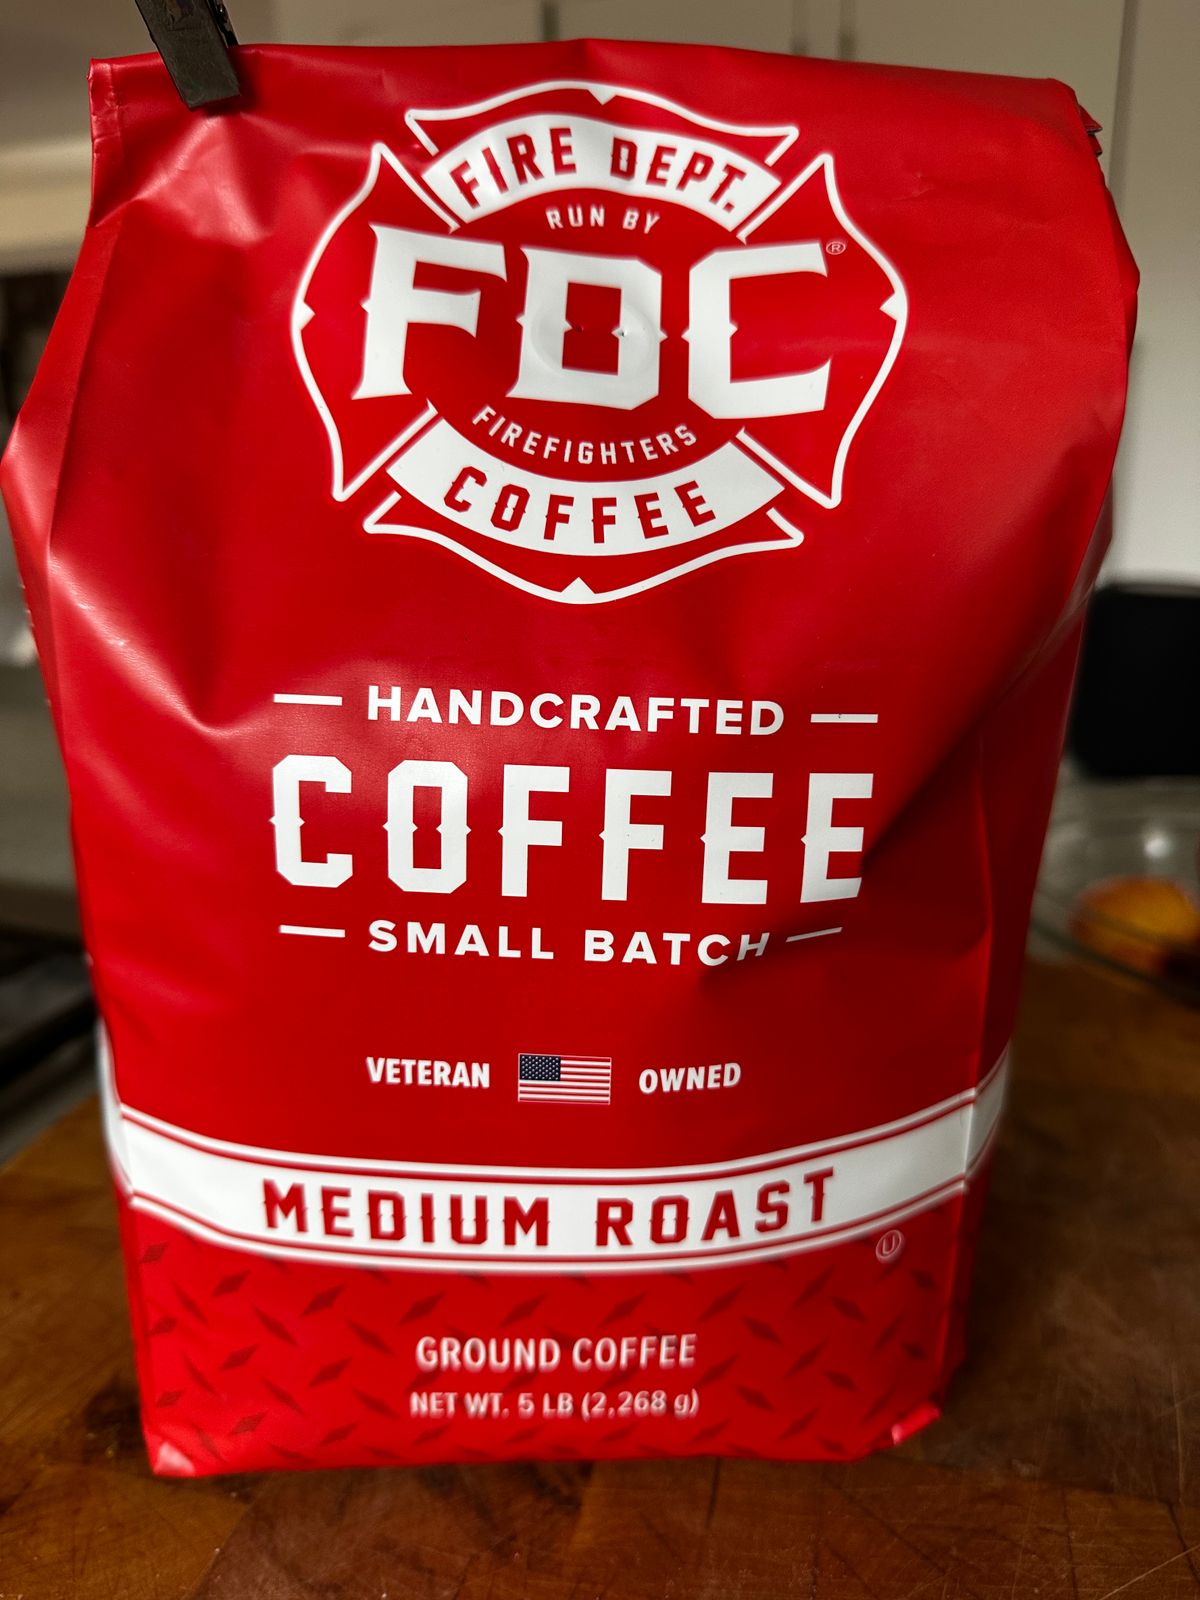 FIRE DEPT.
RUN BY
FDC®
FIREFIGHTERS
COFFEE
HANDCRAFTED
COFFEE
SMALL BATCH
VETERAN OWNED
MEDIUM ROAST
U
GROUND COFFEE
NET WT. 5 LB (2,268 g)